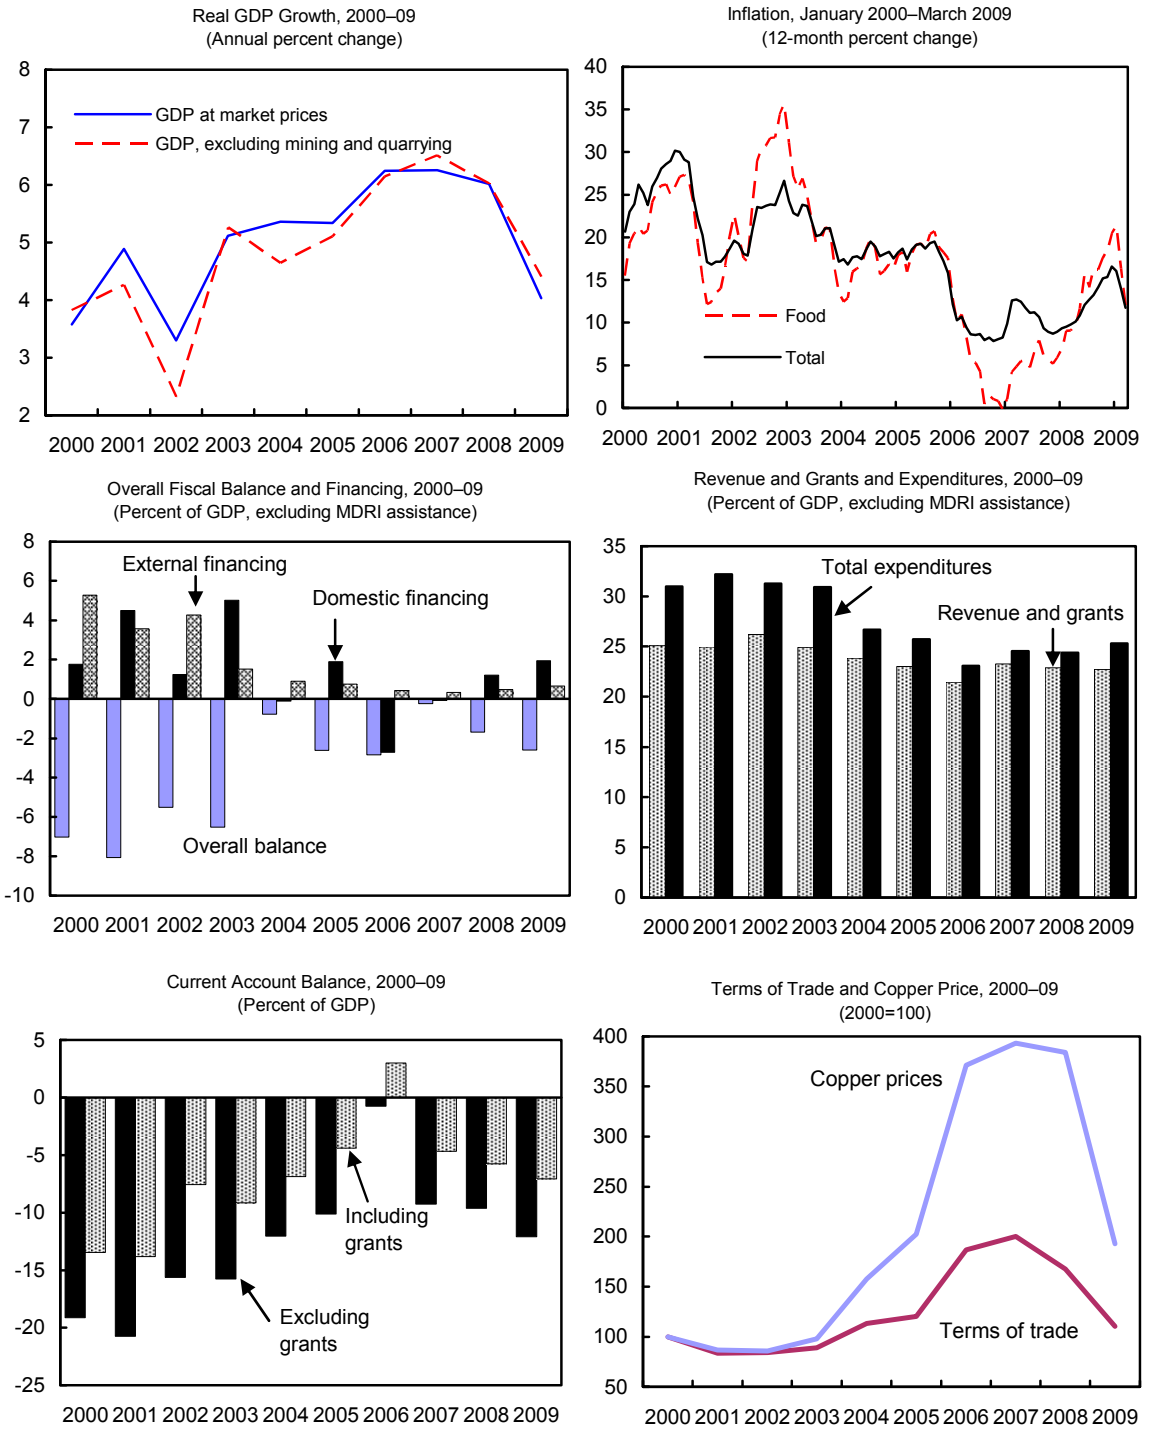 Real GDP Growth, 2000–09
(Annual percent change)
8
7
6
5
4
3
2
GDP at market prices
GDP, excluding mining and quarrying
2000 2001 2002 2003 2004 2005 2006 2007 2008 2009
Inflation, January 2000–March 2009
(12-month percent change)
40
35
30
25
20
15
10
5
0
Food
Total
2000 2001 2002 2003 2004 2005 2006 2007 2008 2009
Overall Fiscal Balance and Financing, 2000–09
(Percent of GDP, excluding MDRI assistance)
8
6
4
2
0
-2
-4
-6
-8
-10
External financing
Domestic financing
Overall balance
2000 2001 2002 2003 2004 2005 2006 2007 2008 2009
Revenue and Grants and Expenditures, 2000–09
(Percent of GDP, excluding MDRI assistance)
35
30
25
20
15
10
5
0
Total expenditures
Revenue and grants
2000 2001 2002 2003 2004 2005 2006 2007 2008 2009
Current Account Balance, 2000–09
(Percent of GDP)
5
0
-5
-10
-15
-20
-25
Including
grants
Excluding
grants
2000 2001 2002 2003 2004 2005 2006 2007 2008 2009
Terms of Trade and Copper Price, 2000–09
(2000=100)
400
350
400
300
250
200
150
100
50
Copper prices
Terms of trade
2000 2001 2002 2003 2004 2005 2006 2007 2008 2009